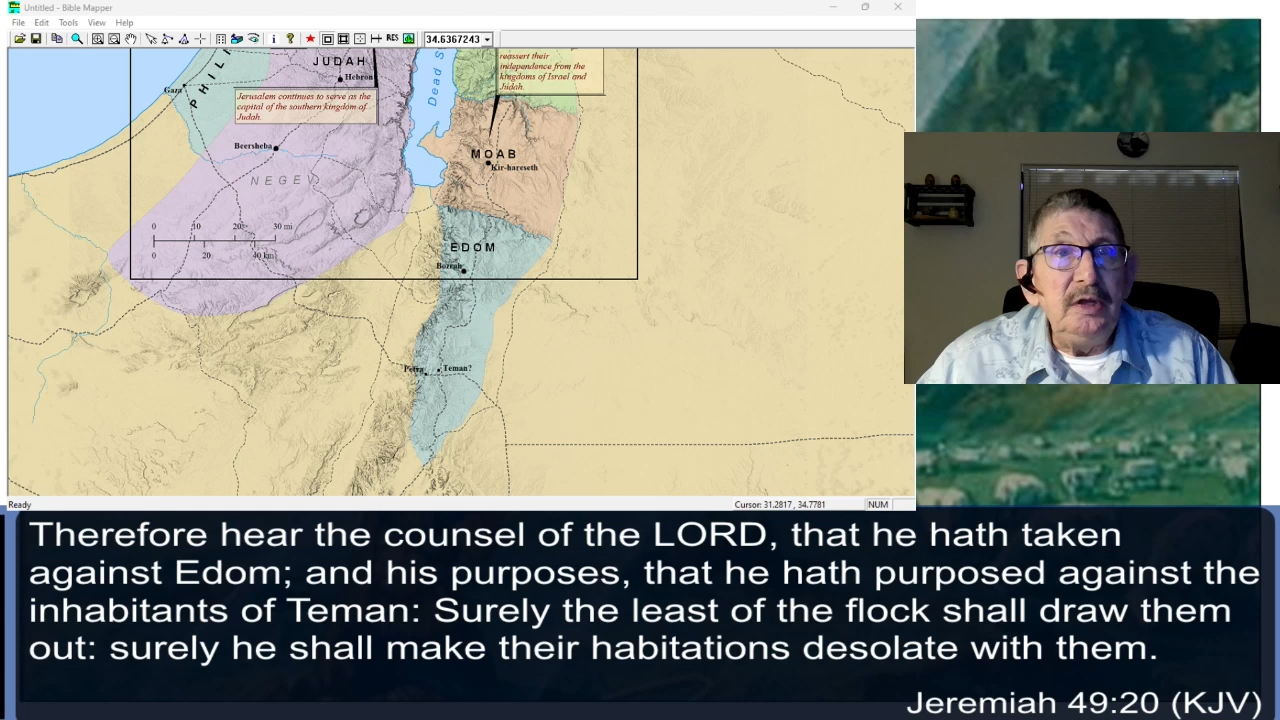 Untitled - Bible Mapper
File Edit Tools View Help
RES 34.6367243
JUDAH
Hebron
Gaza
PHIL
Dead S
reassert their
independence from the
kingdoms of Israel and
Judah.
Jerusalem continues to serve as the
capital of the southern kingdom of
Judah.
Beersheba
MOAB
Kir-hareseth
NEGEV
0 10 20 30 mi
0 20 40 km
EDOM
Bozrah
Petra Teman?
Ready Cursor: 31.2817 , 34.7781 NUM
Therefore hear the counsel of the LORD, that he hath taken
against Edom; and his purposes, that he hath purposed against the
inhabitants of Teman: Surely the least of the flock shall draw them
out: surely he shall make their habitations desolate with them.
Jeremiah 49:20 (KJV)